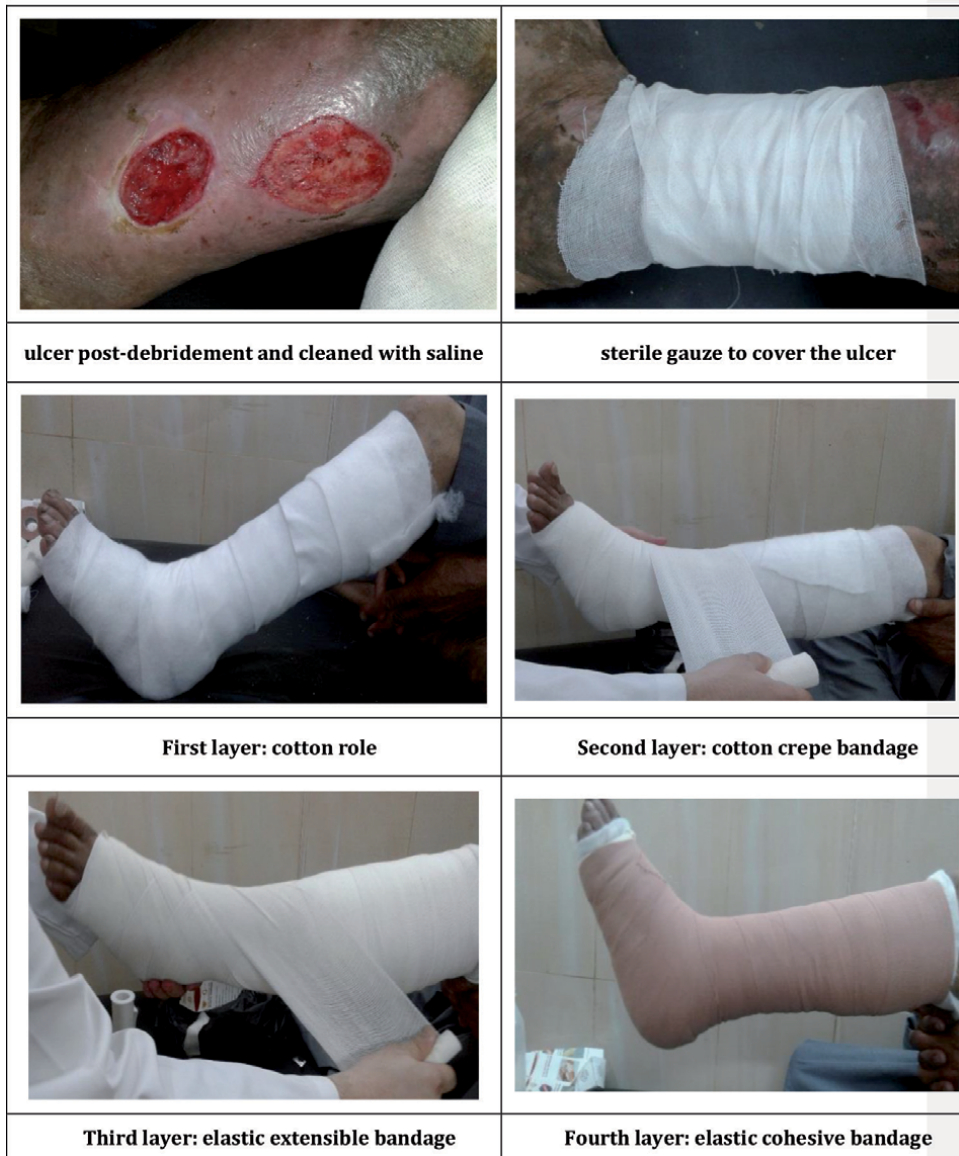 ulcer post-debridement and cleaned with saline
sterile gauze to cover the ulcer
First layer: cotton role
Second layer: cotton crepe bandage
Third layer: elastic extensible bandage
Fourth layer: elastic cohesive bandage